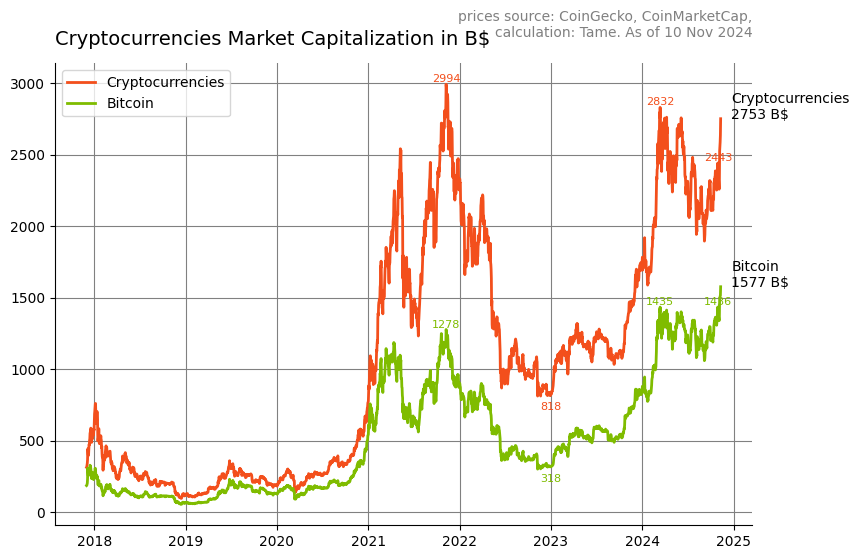 prices source: CoinGecko, CoinMarketCap,
calculation: Tame. As of 10 Nov 2024
Cryptocurrencies Market Capitalization in B$
Cryptocurrencies
Bitcoin
3000
2500
2000
1500
1000
500
0
2994
2832
2443
1278
1435
1436
818
318
Cryptocurrencies
2753 B$
Bitcoin
1577 B$
2018 2019 2020 2021 2022 2023 2024 2025